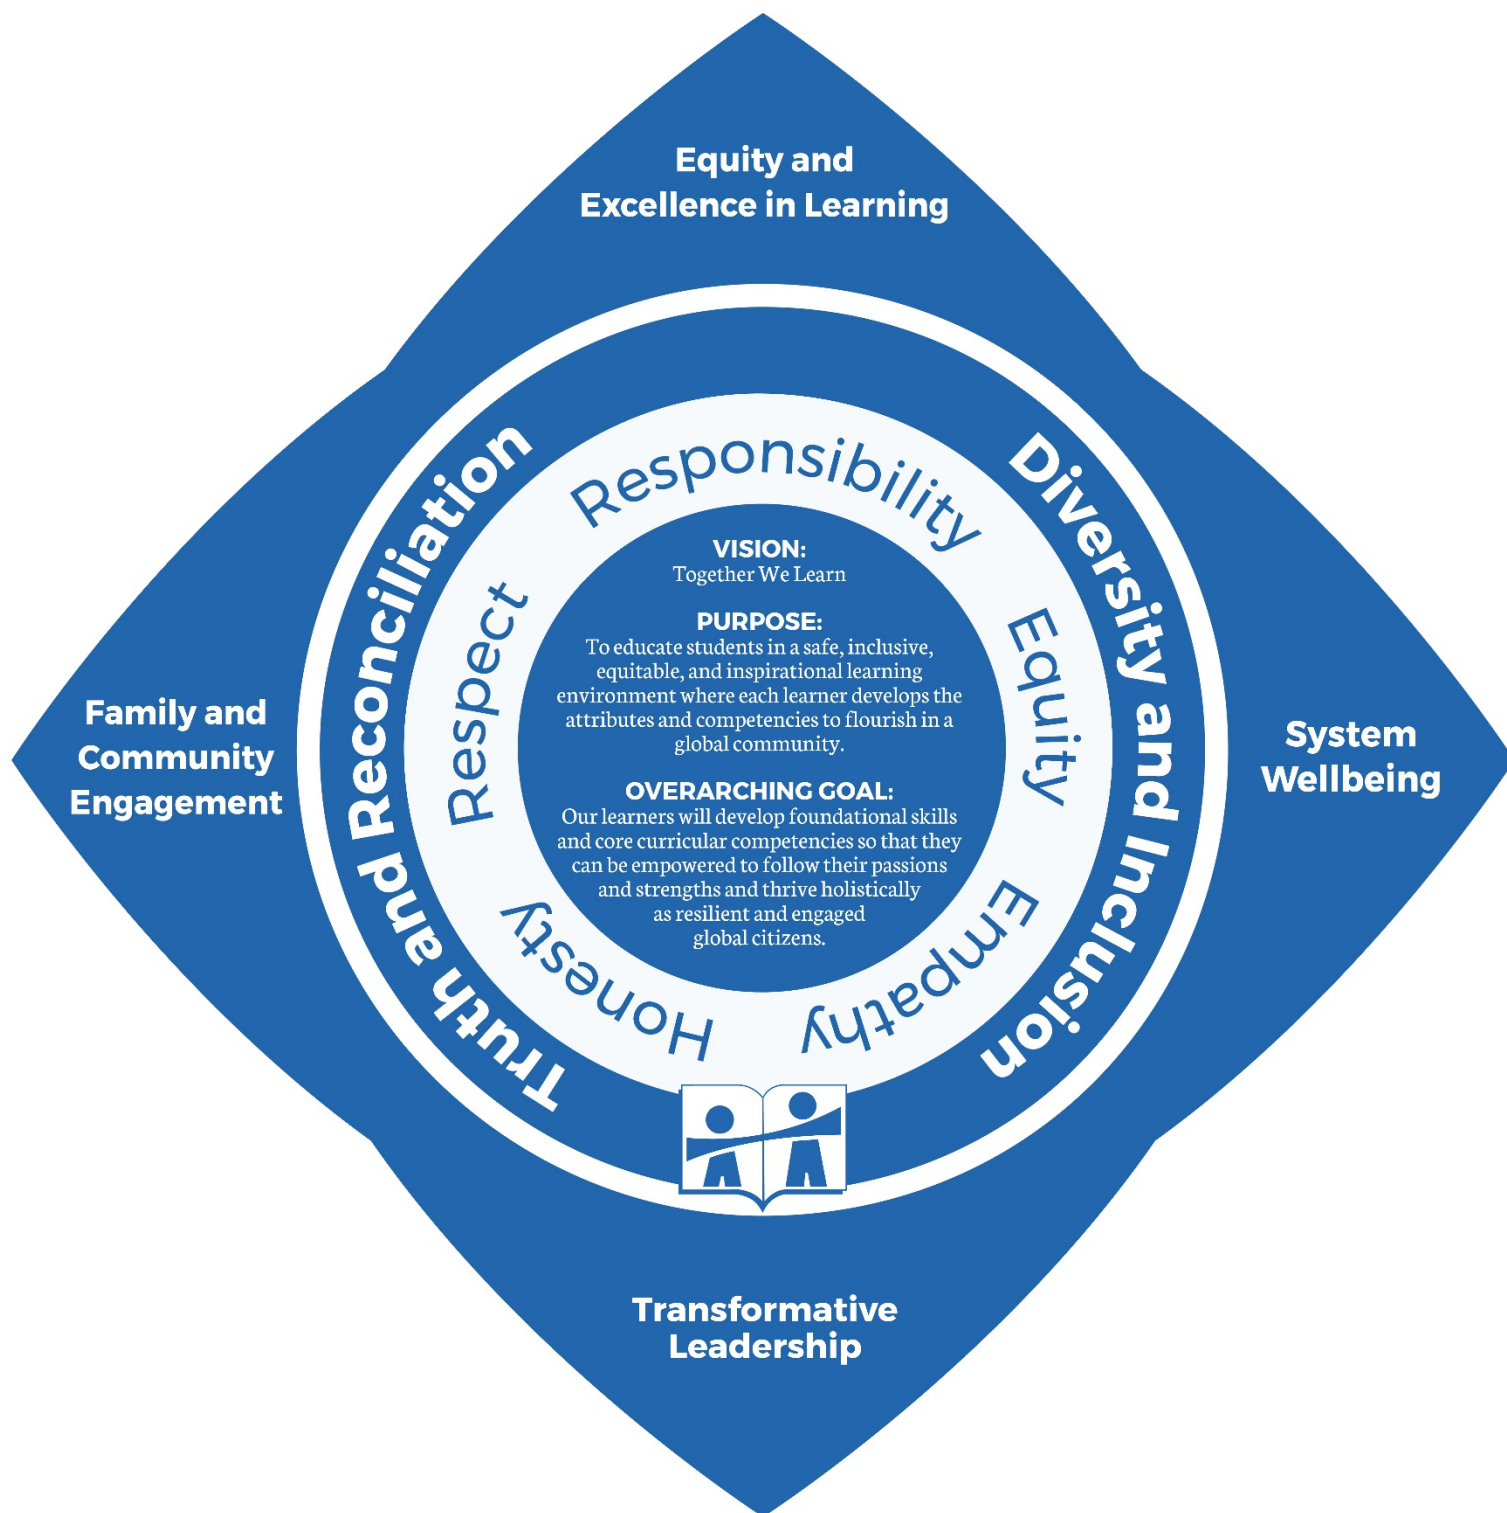 Equity and
Excellence in Learning
Truth and Reconciliation
Diversity and Inclusion
Responsibility
Respect
Equity
Honesty
Empathy
VISION:
Together We Learn
PURPOSE:
To educate students in a safe, inclusive,
equitable, and inspirational learning
environment where each learner develops the
attributes and competencies to flourish in a
global community.
OVERARCHING GOAL:
Our learners will develop foundational skills
and core curricular competencies so that they
can be empowered to follow their passions
and strengths and thrive holistically
as resilient and engaged
global citizens.
Family and
Community
Engagement
System
Wellbeing
Transformative
Leadership